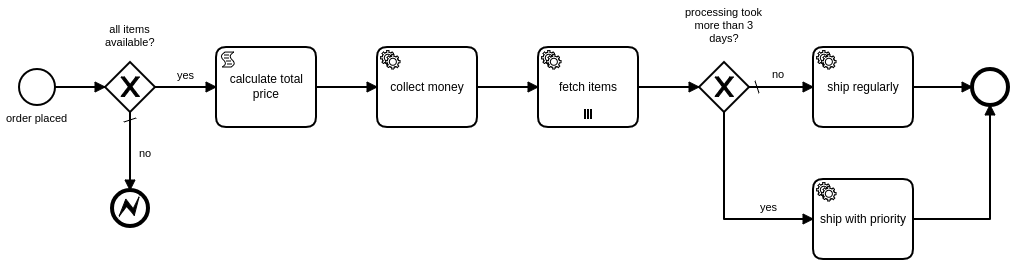 all items
available?
order placed
yes
no
calculate total
price
collect money
fetch items
processing took
more than 3
days?
no
yes
ship regularly
ship with priority